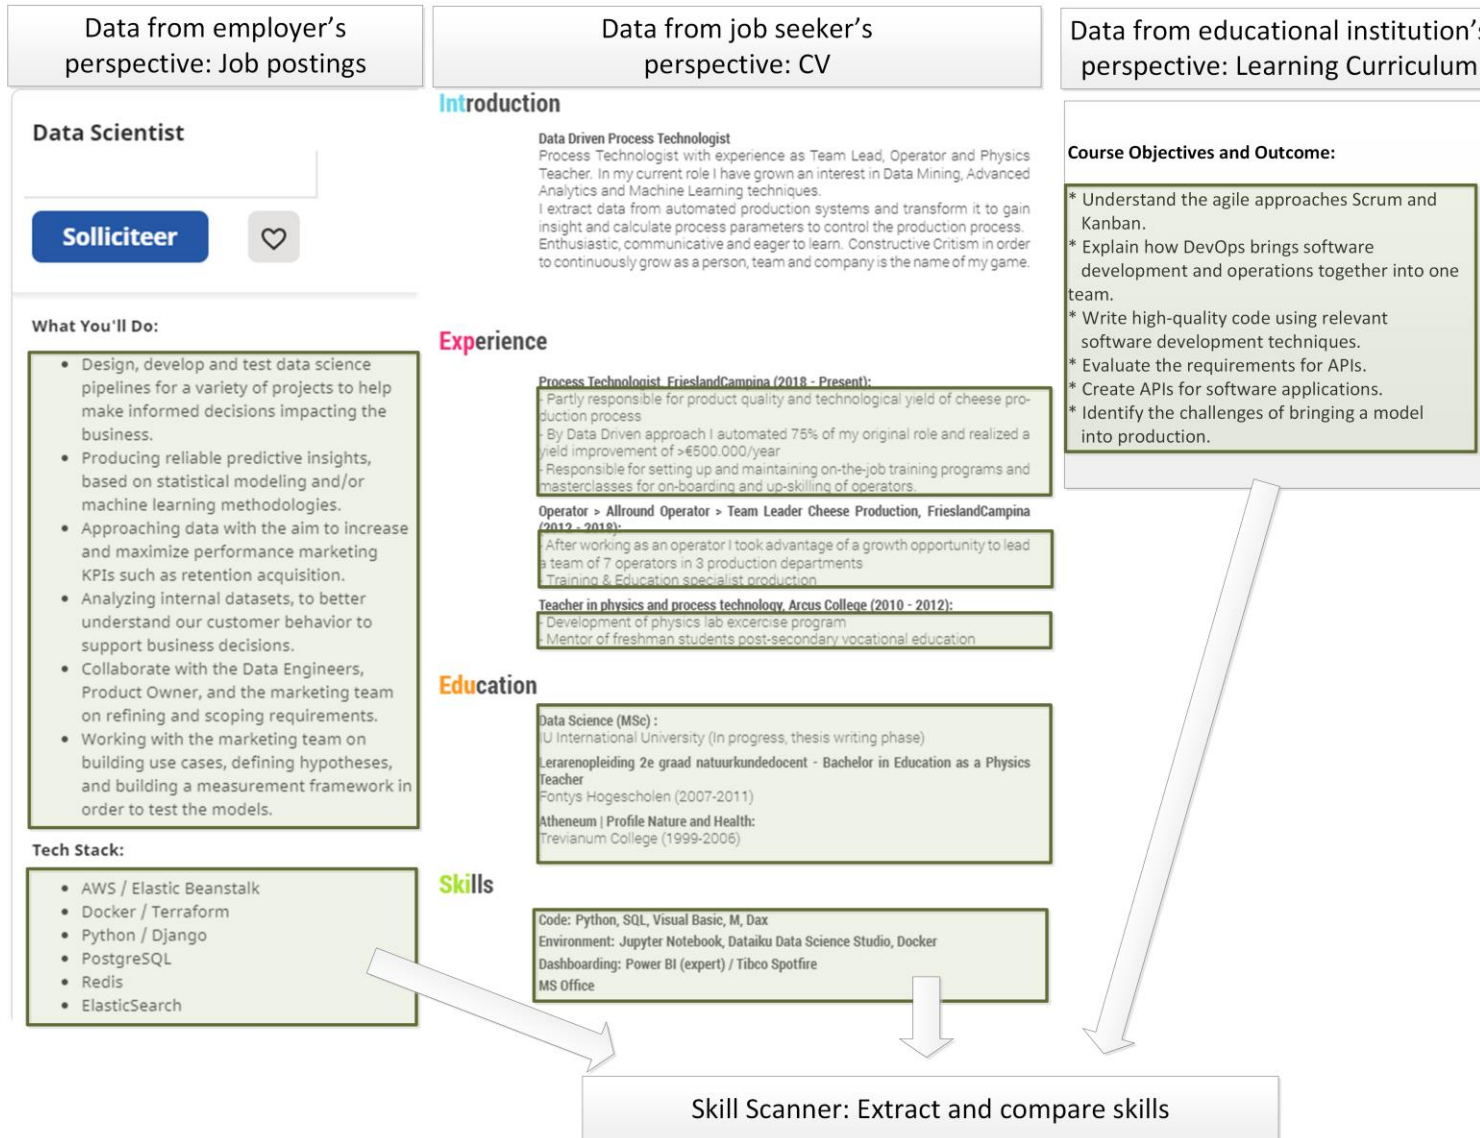 Data from employer's
perspective: Job postings
Data Scientist
Solliciteer
What You'll Do:
• Design, develop and test data science
pipelines for a variety of projects to help
make informed decisions impacting the
business.
• Producing reliable predictive insights,
based on statistical modeling and/or
machine learning methodologies.
• Approaching data with the aim to increase
and maximize performance marketing
KPIs such as retention acquisition.
• Analyzing internal datasets, to better
understand our customer behavior to
support business decisions.
• Collaborate with the Data Engineers,
Product Owner, and the marketing team
on refining and scoping requirements.
• Working with the marketing team on
building use cases, defining hypotheses,
and building a measurement framework in
order to test the models.
Tech Stack:
• AWS / Elastic Beanstalk
• Docker / Terraform
• Python / Django
• PostgreSQL
• Redis
• ElasticSearch
Data from job seeker's
perspective: CV
Introduction
Data Driven Process Technologist
Process Technologist with experience as Team Lead, Operator and Physics
Teacher. In my current role I have grown an interest in Data Mining, Advanced
Analytics and Machine Learning techniques.
I extract data from automated production systems and transform it to gain
insight and calculate process parameters to control the production process.
Enthusiastic, communicative and eager to learn. Constructive Critism in order
to continuously grow as a person, team and company is the name of my game.
Experience
Process Technologist, FrieslandCampina (2018 - Present):
- Partly responsible for product quality and technological yield of cheese pro-
duction process
- By Data Driven approach I automated 75% of my original role and realized a
yield improvement of >€500.000/year
- Responsible for setting up and maintaining on-the-job training programs and
masterclasses for on-boarding and up-skilling of operators.
Operator > Allround Operator > Team Leader Cheese Production, FrieslandCampina
(2012 - 2018):
- After working as an operator I took advantage of a growth opportunity to lead
a team of 7 operators in 3 production departments
- Training & Education specialist production
Teacher in physics and process technology, Arcus College (2010 - 2012):
- Development of physics lab excercise program
- Mentor of freshman students post-secondary vocational education
Education
Data Science (MSc) :
IU International University (In progress, thesis writing phase)
Lerarenopleiding 2e graad natuurkundedocent - Bachelor in Education as a Physics
Teacher
Fontys Hogescholen (2007-2011)
Atheneum | Profile Nature and Health:
Trevianum College (1999-2006)
Skills
Code: Python, SQL, Visual Basic, M, Dax
Environment: Jupyter Notebook, Dataiku Data Science Studio, Docker
Dashboarding: Power BI (expert) / Tibco Spotfire
MS Office
Data from educational institution's
perspective: Learning Curriculum
Course Objectives and Outcome:
* Understand the agile approaches Scrum and
Kanban.
* Explain how DevOps brings software
development and operations together into one
team.
* Write high-quality code using relevant
software development techniques.
* Evaluate the requirements for APIs.
* Create APIs for software applications.
* Identify the challenges of bringing a model
into production.
Skill Scanner: Extract and compare skills